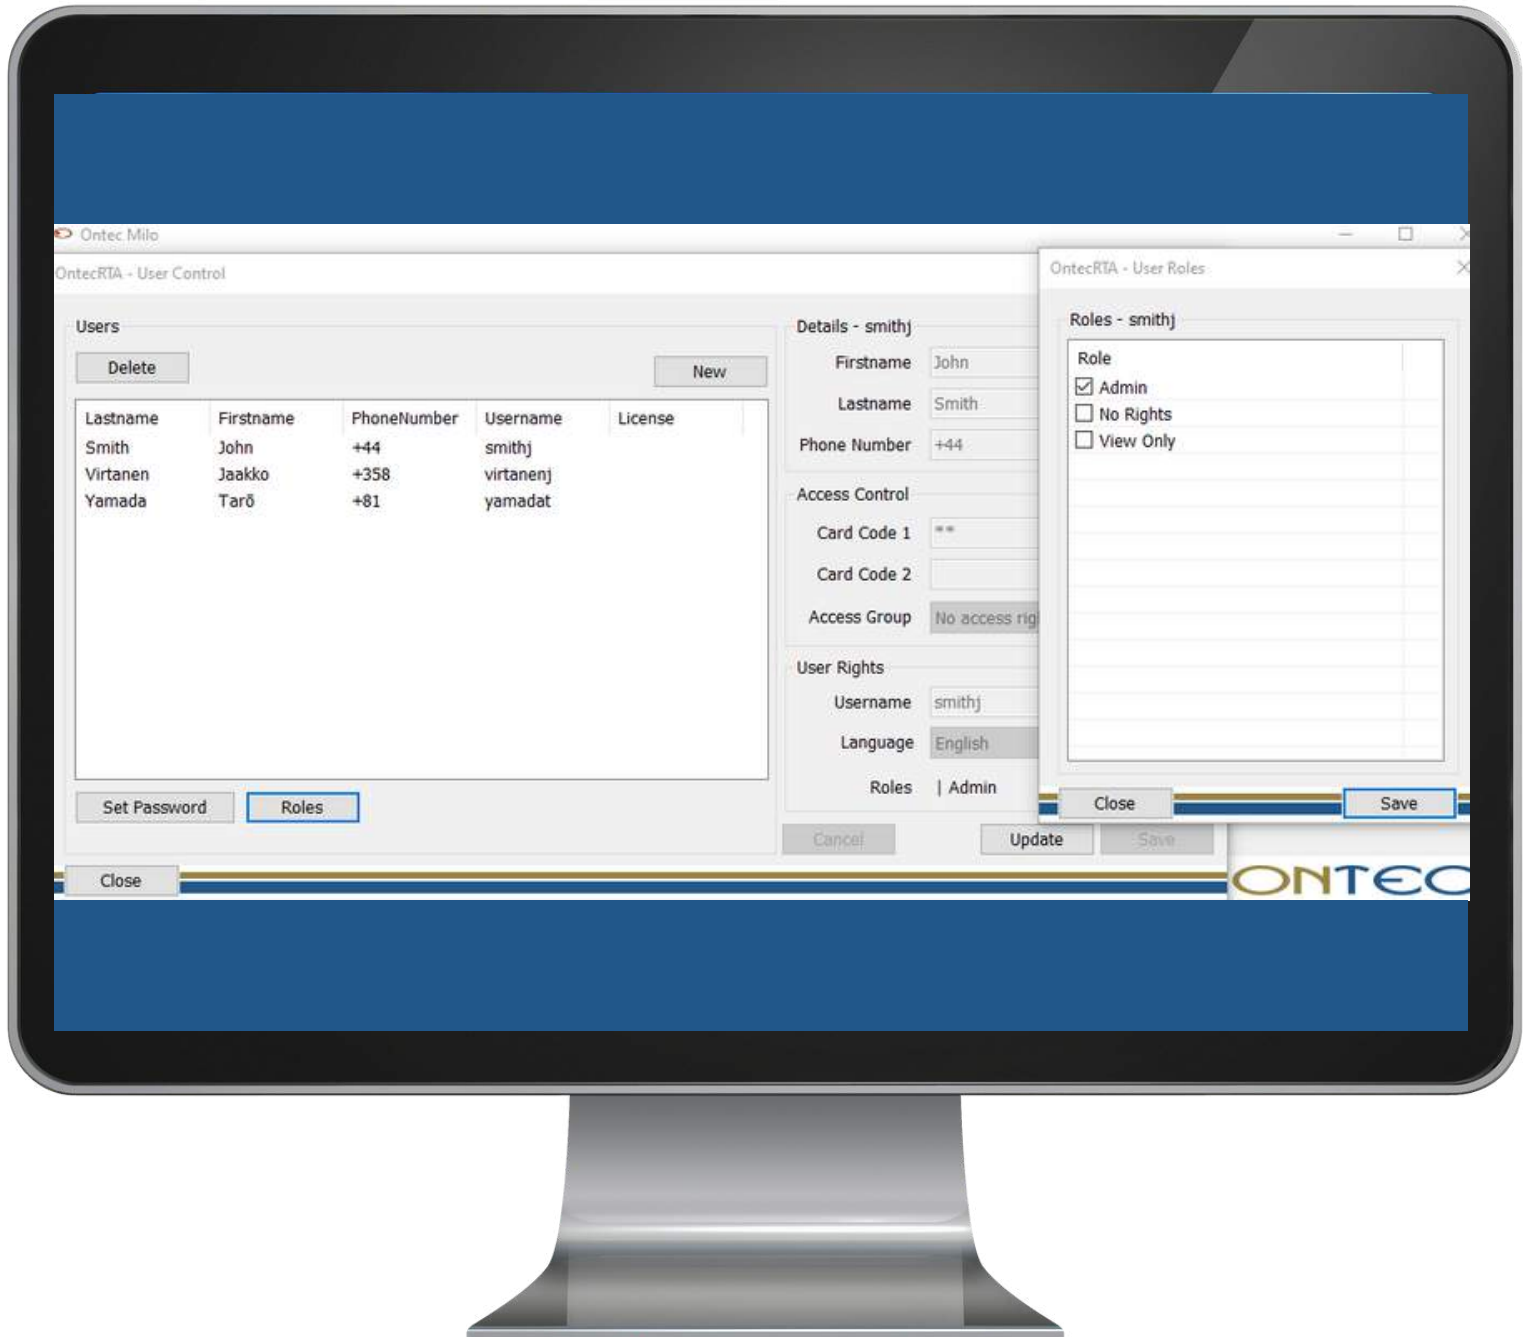 Ontec Milo
OntecRTA - User Control
Users
Delete
New
Lastname Firstname PhoneNumber Username License
Smith John +44 smithj
Virtanen Jaakko +358 virtanenj
Yamada Tarō +81 yamadat
Set Password Roles
Close
Details - smithj
Firstname John
Lastname Smith
Phone Number +44
Access Control
Card Code 1 **
Card Code 2
Access Group No access rig
User Rights
Username smithj
Language English
Roles | Admin
Cancel Update Save
OntecRTA - User Roles
Roles - smithj
Role
Admin
No Rights
View Only
Close Save
ONTEC